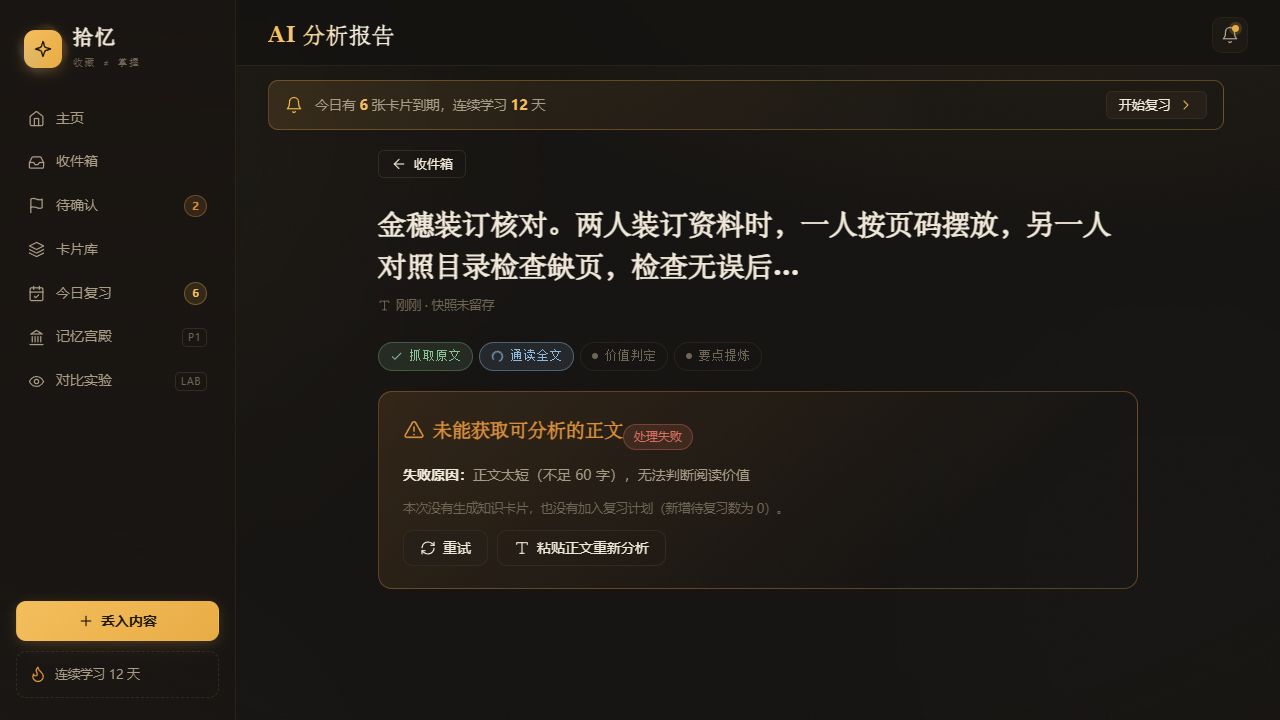 拾忆
收藏 ≠ 掌握
主页
收件箱
待确认 2
卡片库
今日复习 6
记忆宫殿 P1
对比实验 LAB
丢入内容
连续学习 12 天
AI 分析报告
今日有 6 张卡片到期，连续学习 12 天
开始复习
收件箱
金穗装订核对。两人装订资料时，一人按页码摆放，另一人
对照目录检查缺页，检查无误后...
刚刚 · 快照未留存
抓取原文 通读全文 价值判定 要点提炼
未能获取可分析的正文 处理失败
失败原因：正文太短（不足 60 字），无法判断阅读价值
本次没有生成知识卡片，也没有加入复习计划（新增待复习数为 0）。
重试 粘贴正文重新分析